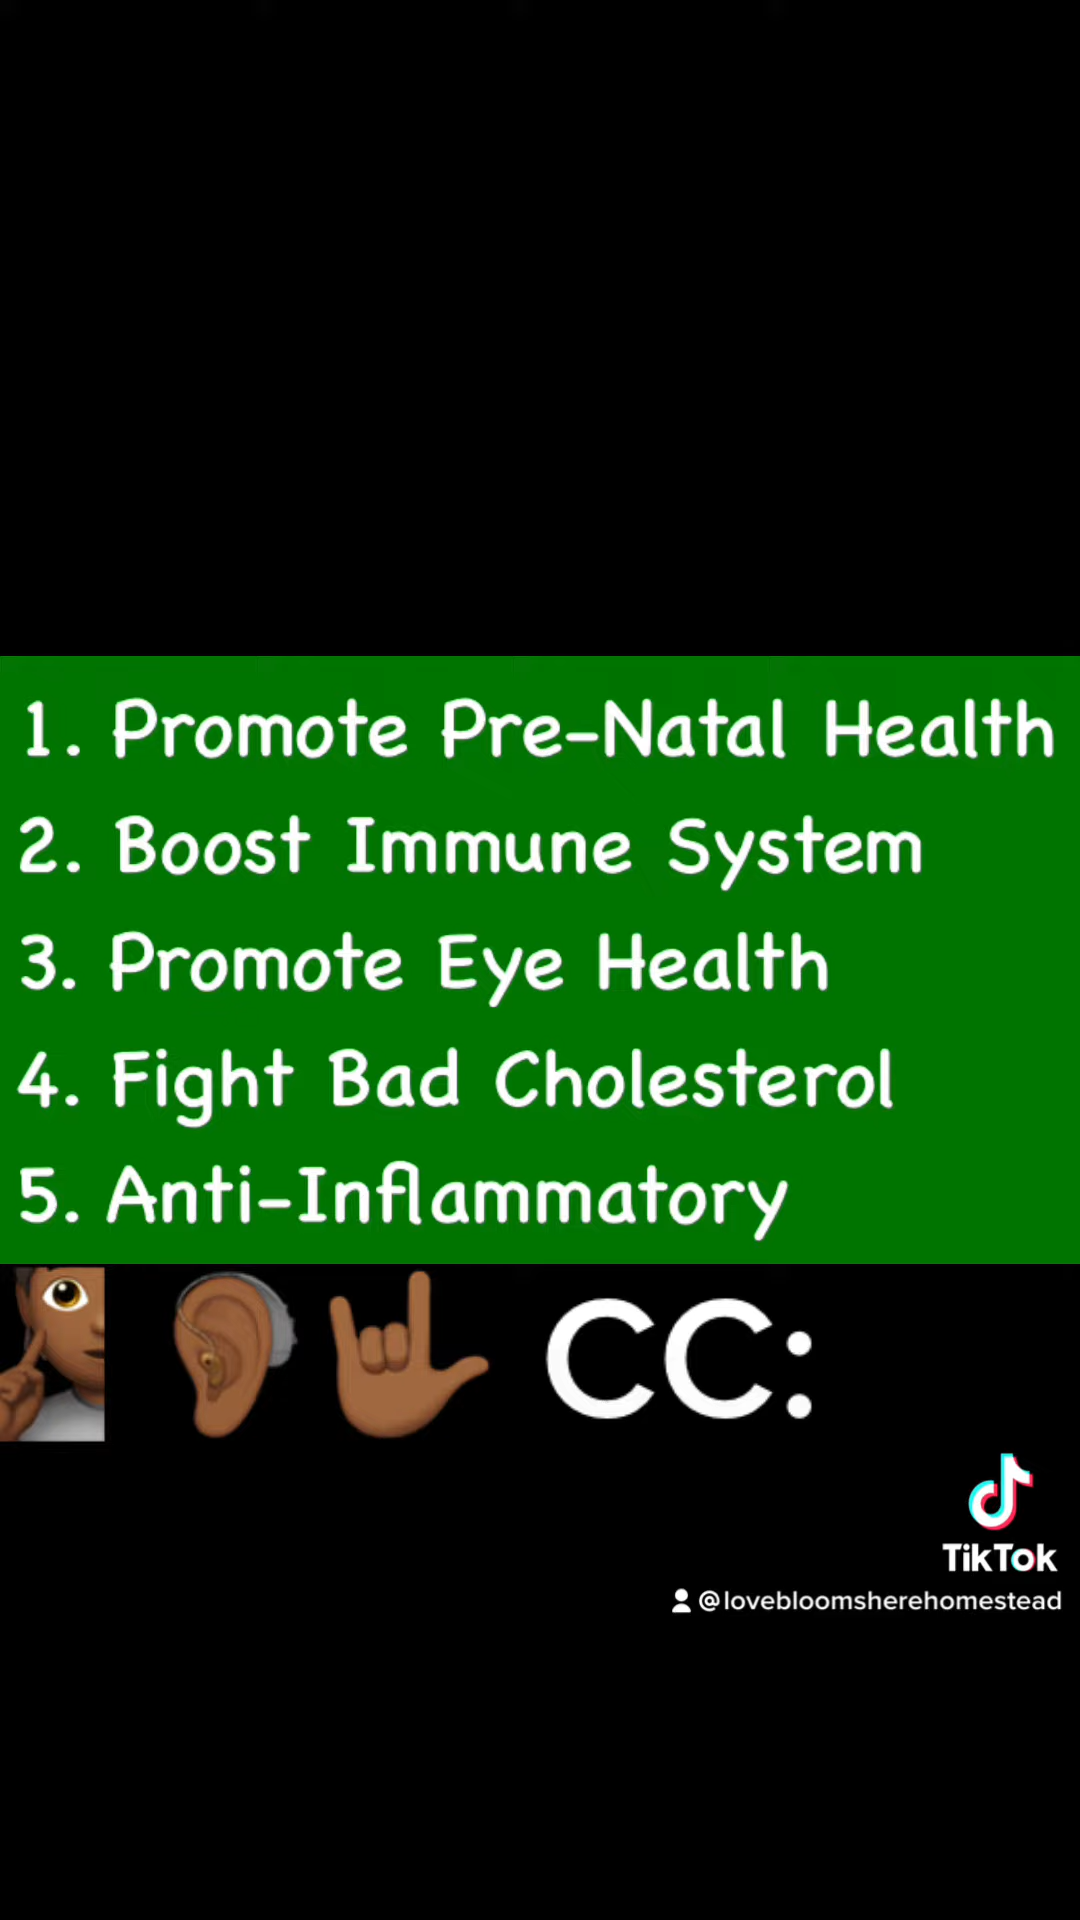 1. Promote Pre-Natal Health
2. Boost Immune System
3. Promote Eye Health
4. Fight Bad Cholesterol
5. Anti-Inflammatory
CC:
TikTok
@lovebloomsherehomestead